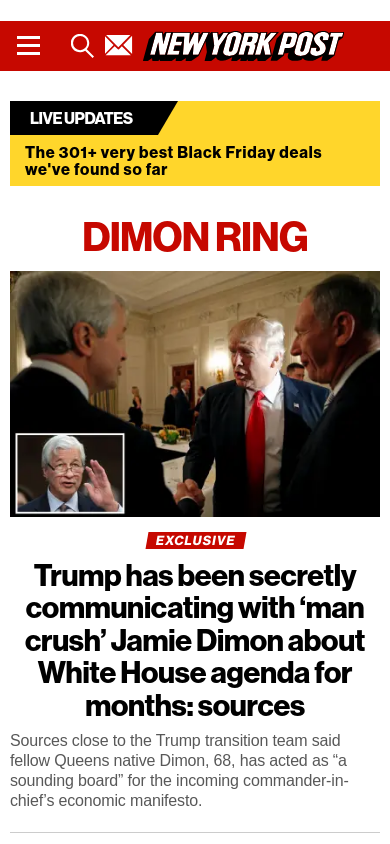 NEW YORK POST
LIVE UPDATES
The 301+ very best Black Friday deals
we've found so far
DIMON RING
EXCLUSIVE
Trump has been secretly
communicating with ‘man
crush’ Jamie Dimon about
White House agenda for
months: sources
Sources close to the Trump transition team said
fellow Queens native Dimon, 68, has acted as “a
sounding board” for the incoming commander-in-
chief’s economic manifesto.